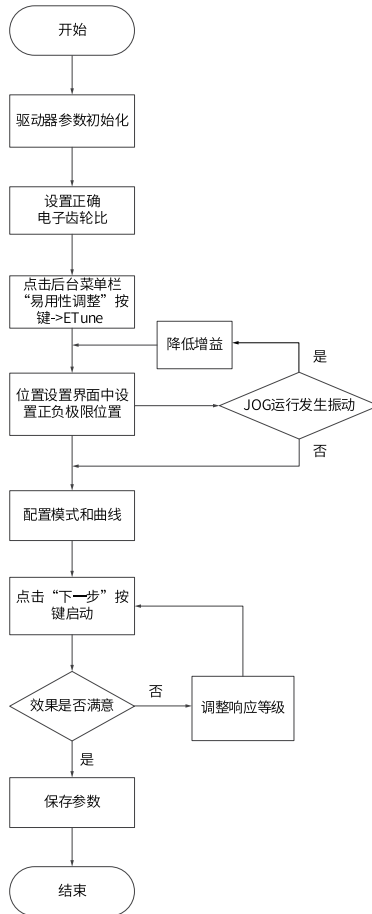 开始
驱动器参数初始化
设置正确
电子齿轮比
点击后台菜单栏
“易用性调整”按
键->ETune
降低增益
是
位置设置界面中设
置正负极限位置
JOG运行发生振动
否
配置模式和曲线
点击“下一步”按
键启动
效果是否满意
否
调整响应等级
是
保存参数
结束